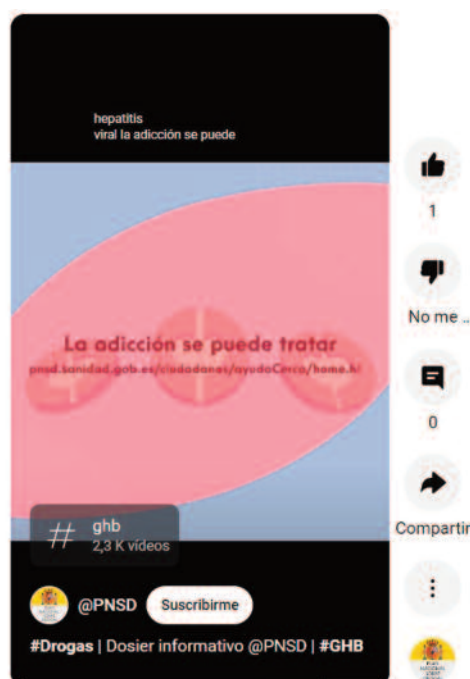 hepatitis
viral la adicción se puede
La adicción se puede tratar
pnsd.sanidad.gob.es/ciudadanos/ayudaCerca/home.h
# ghb
2,3 K vídeos
@PNSD Suscribirme
#Drogas | Dosier informativo @PNSD | #GHB
1
No me ..
0
Compartir